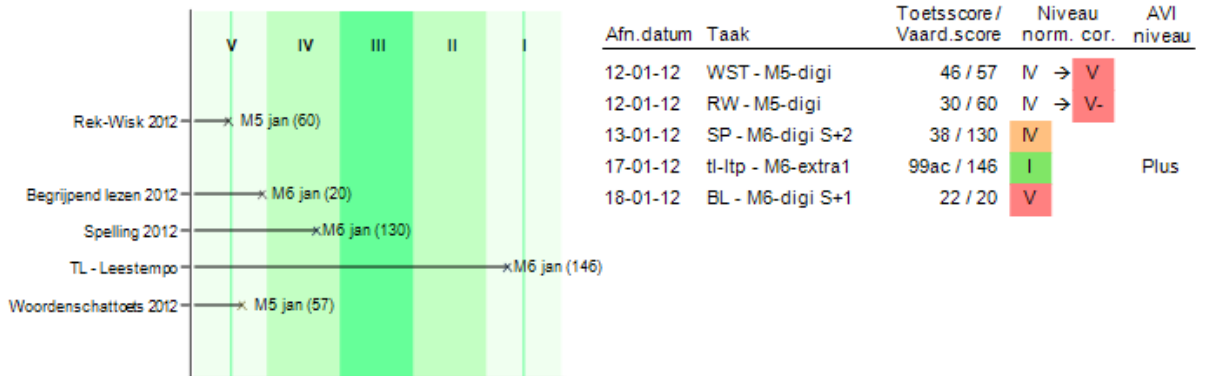 V IV III II I
Rek-Wisk 2012 M5 jan (60)
Begrijpend lezen 2012 M6 jan (20)
Spelling 2012 M6 jan (130)
TL - Leestempo M6 jan (146)
Woordenschattoets 2012 M5 jan (57)
Toetsscore / Niveau AVI
Afn.datum Taak Vaard.score norm. cor. niveau
12-01-12 WST - M5-digi 46 / 57 IV → V
12-01-12 RW - M5-digi 30 / 60 IV → V-
13-01-12 SP - M6-digi S+2 38 / 130 IV
17-01-12 tl-ltp - M6-extra1 99ac / 146 I Plus
18-01-12 BL - M6-digi S+1 22 / 20 V